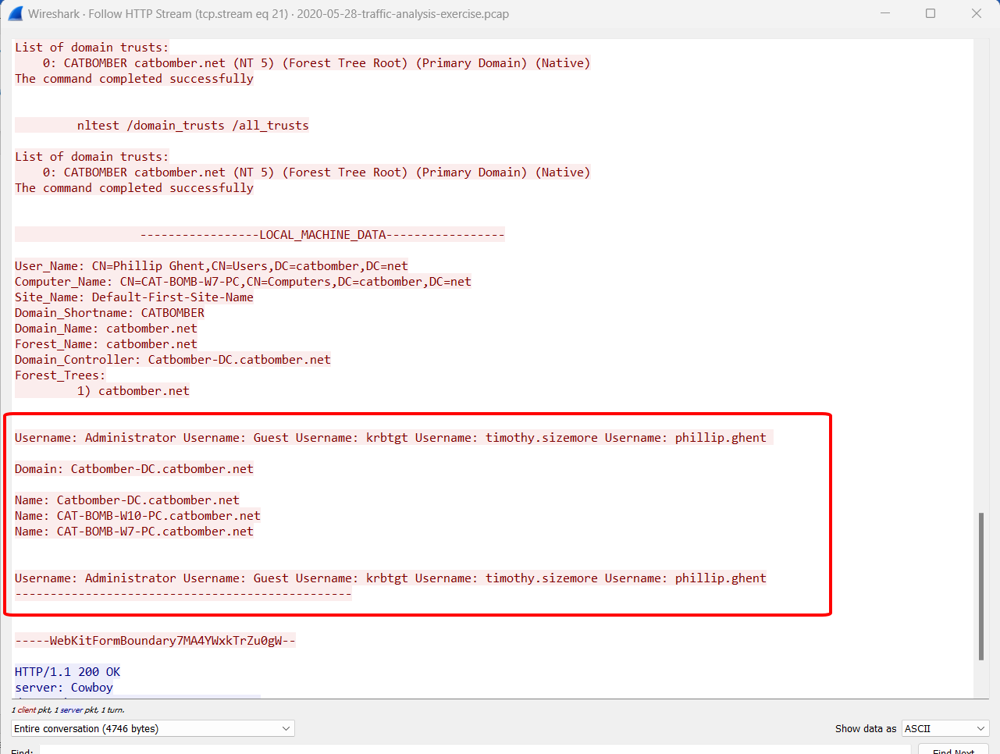 Wireshark · Follow HTTP Stream (tcp.stream eq 21) · 2020-05-28-traffic-analysis-exercise.pcap
List of domain trusts:
0: CATBOMBER catbomber.net (NT 5) (Forest Tree Root) (Primary Domain) (Native)
The command completed successfully
nltest /domain_trusts /all_trusts
List of domain trusts:
0: CATBOMBER catbomber.net (NT 5) (Forest Tree Root) (Primary Domain) (Native)
The command completed successfully
-----------------LOCAL_MACHINE_DATA-----------------
User_Name: CN=Phillip Ghent,CN=Users,DC=catbomber,DC=net
Computer_Name: CN=CAT-BOMB-W7-PC,CN=Computers,DC=catbomber,DC=net
Site_Name: Default-First-Site-Name
Domain_Shortname: CATBOMBER
Domain_Name: catbomber.net
Forest_Name: catbomber.net
Domain_Controller: Catbomber-DC.catbomber.net
Forest_Trees:
1) catbomber.net
Username: Administrator Username: Guest Username: krbtgt Username: timothy.sizemore Username: phillip.ghent
Domain: Catbomber-DC.catbomber.net
Name: Catbomber-DC.catbomber.net
Name: CAT-BOMB-W10-PC.catbomber.net
Name: CAT-BOMB-W7-PC.catbomber.net
Username: Administrator Username: Guest Username: krbtgt Username: timothy.sizemore Username: phillip.ghent
------------------------------------------------
-----WebKitFormBoundary7MA4YWxkTrZu0gW--
HTTP/1.1 200 OK
server: Cowboy
1 client pkt, 1 server pkt, 1 turn.
Entire conversation (4746 bytes)
Show data as ASCII
Find:
Find Next